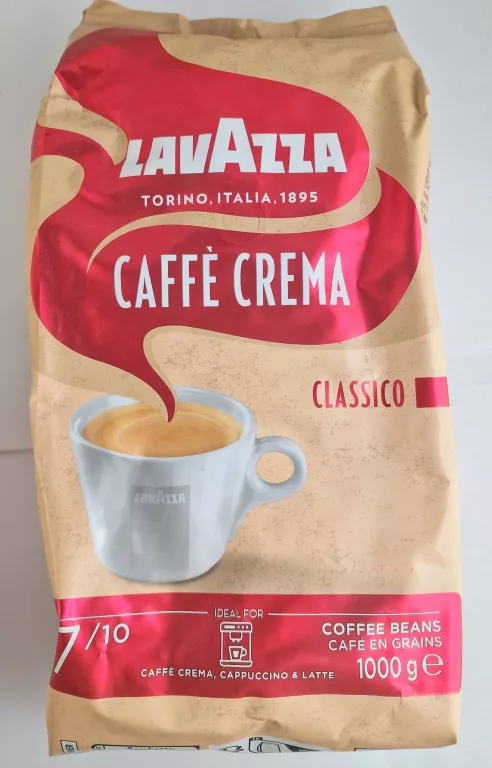 LAVAZZA
TORINO, ITALIA, 1895
CAFFÈ CREMA
CLASSICO
LAVAZZA
7/10
IDEAL FOR
CAFFÈ CREMA, CAPPUCCINO & LATTE
COFFEE BEANS
CAFÉ EN GRAINS
1000 g e